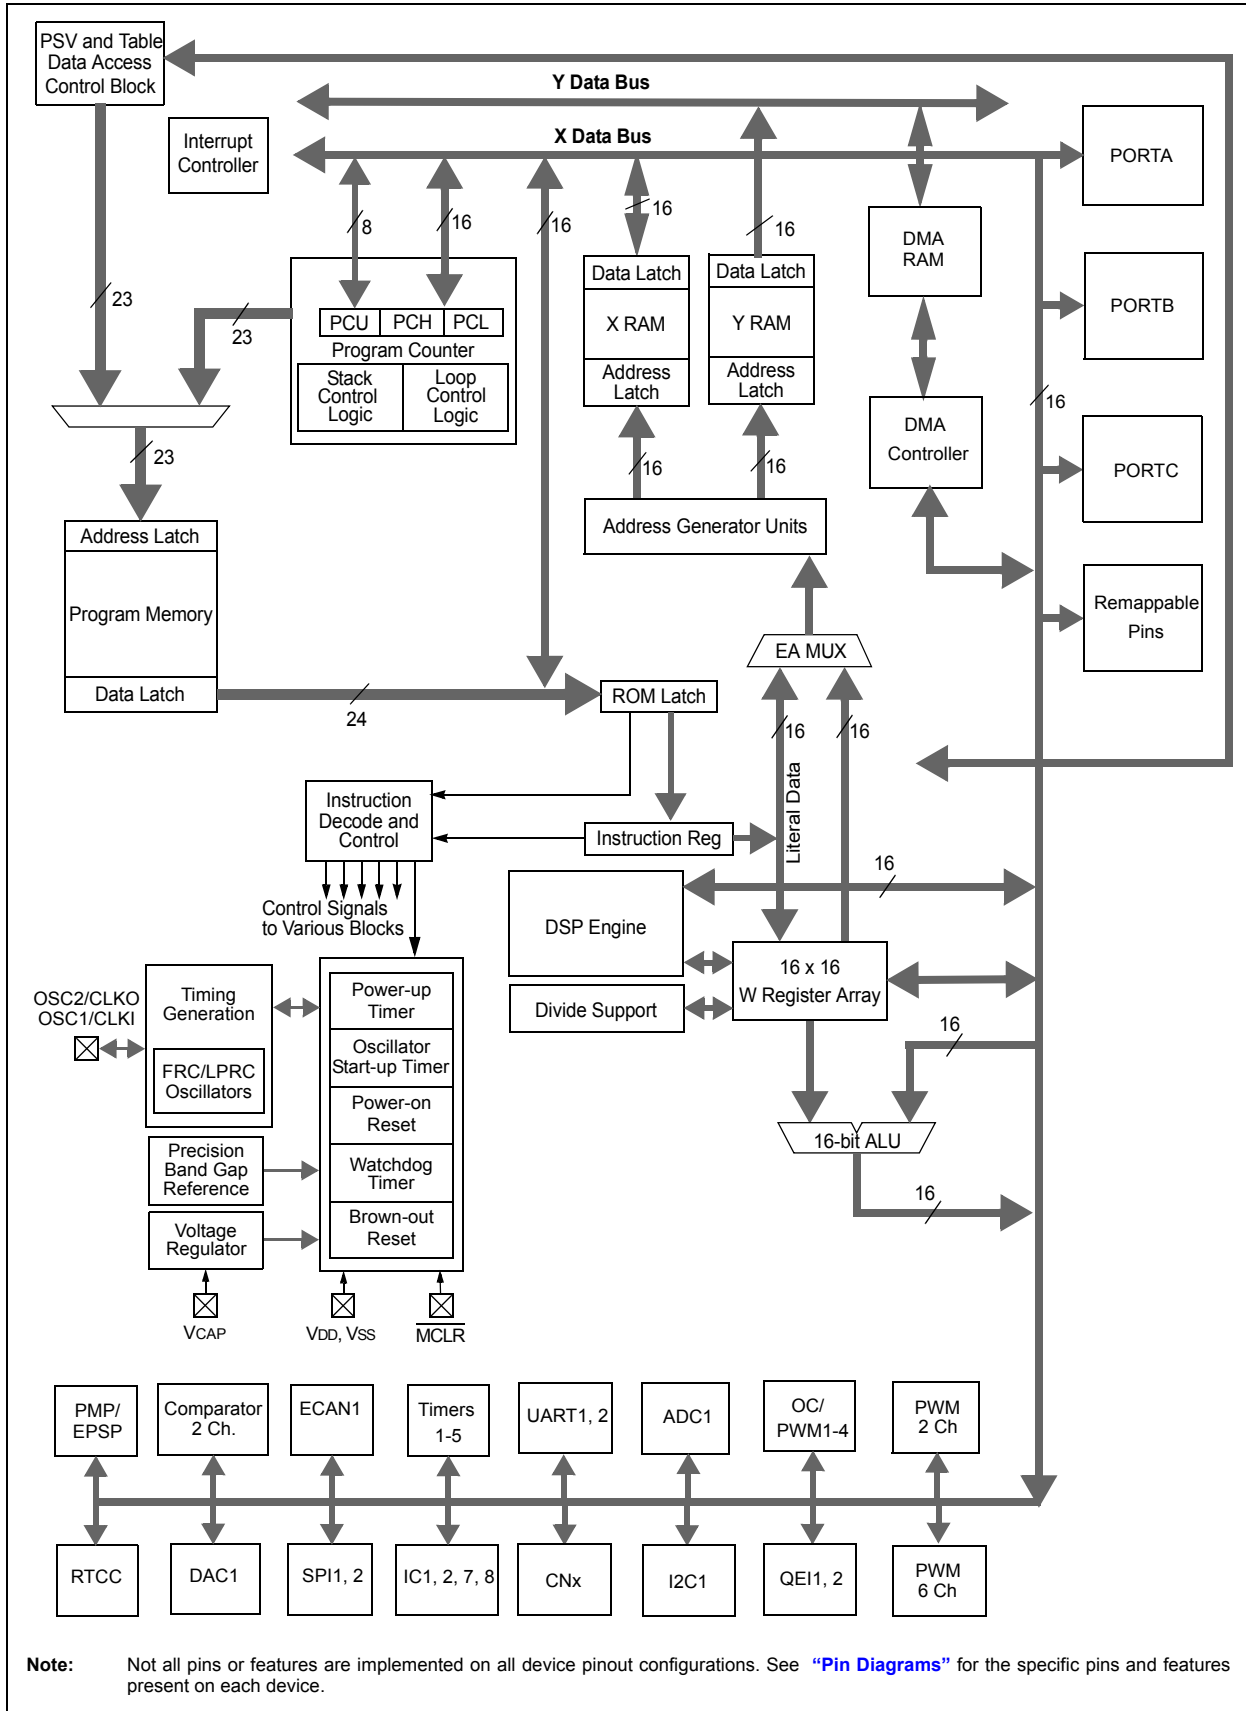 PSV and Table
Data Access
Control Block
Y Data Bus
Interrupt
Controller
X Data Bus
PORTA
8
16
16
16
16
DMA
RAM
23
23
Data Latch
X RAM
Address
Latch
Data Latch
Y RAM
Address
Latch
PORTB
PCU
PCH
PCL
Program Counter
Stack
Control
Logic
Loop
Control
Logic
16
DMA
Controller
23
16
16
PORTC
Address Generator Units
Address Latch
Program Memory
Data Latch
Remappable
Pins
EA MUX
24
ROM Latch
16
16
Literal Data
Instruction
Decode and
Control
Instruction Reg
Control Signals
to Various Blocks
16
DSP Engine
16 x 16
W Register Array
Divide Support
OSC2/CLKO
OSC1/CLKI
Timing
Generation
FRC/LPRC
Oscillators
Power-up
Timer
Oscillator
Start-up Timer
Power-on
Reset
Watchdog
Timer
Brown-out
Reset
16
16-bit ALU
16
Precision
Band Gap
Reference
Voltage
Regulator
VCAP
VDD, VSS
MCLR
PMP/
EPSP
Comparator
2 Ch.
ECAN1
Timers
1-5
UART1, 2
ADC1
OC/
PWM1-4
PWM
2 Ch
RTCC
DAC1
SPI1, 2
IC1, 2, 7, 8
CNx
I2C1
QEI1, 2
PWM
6 Ch
Note: Not all pins or features are implemented on all device pinout configurations. See “Pin Diagrams” for the specific pins and features
present on each device.